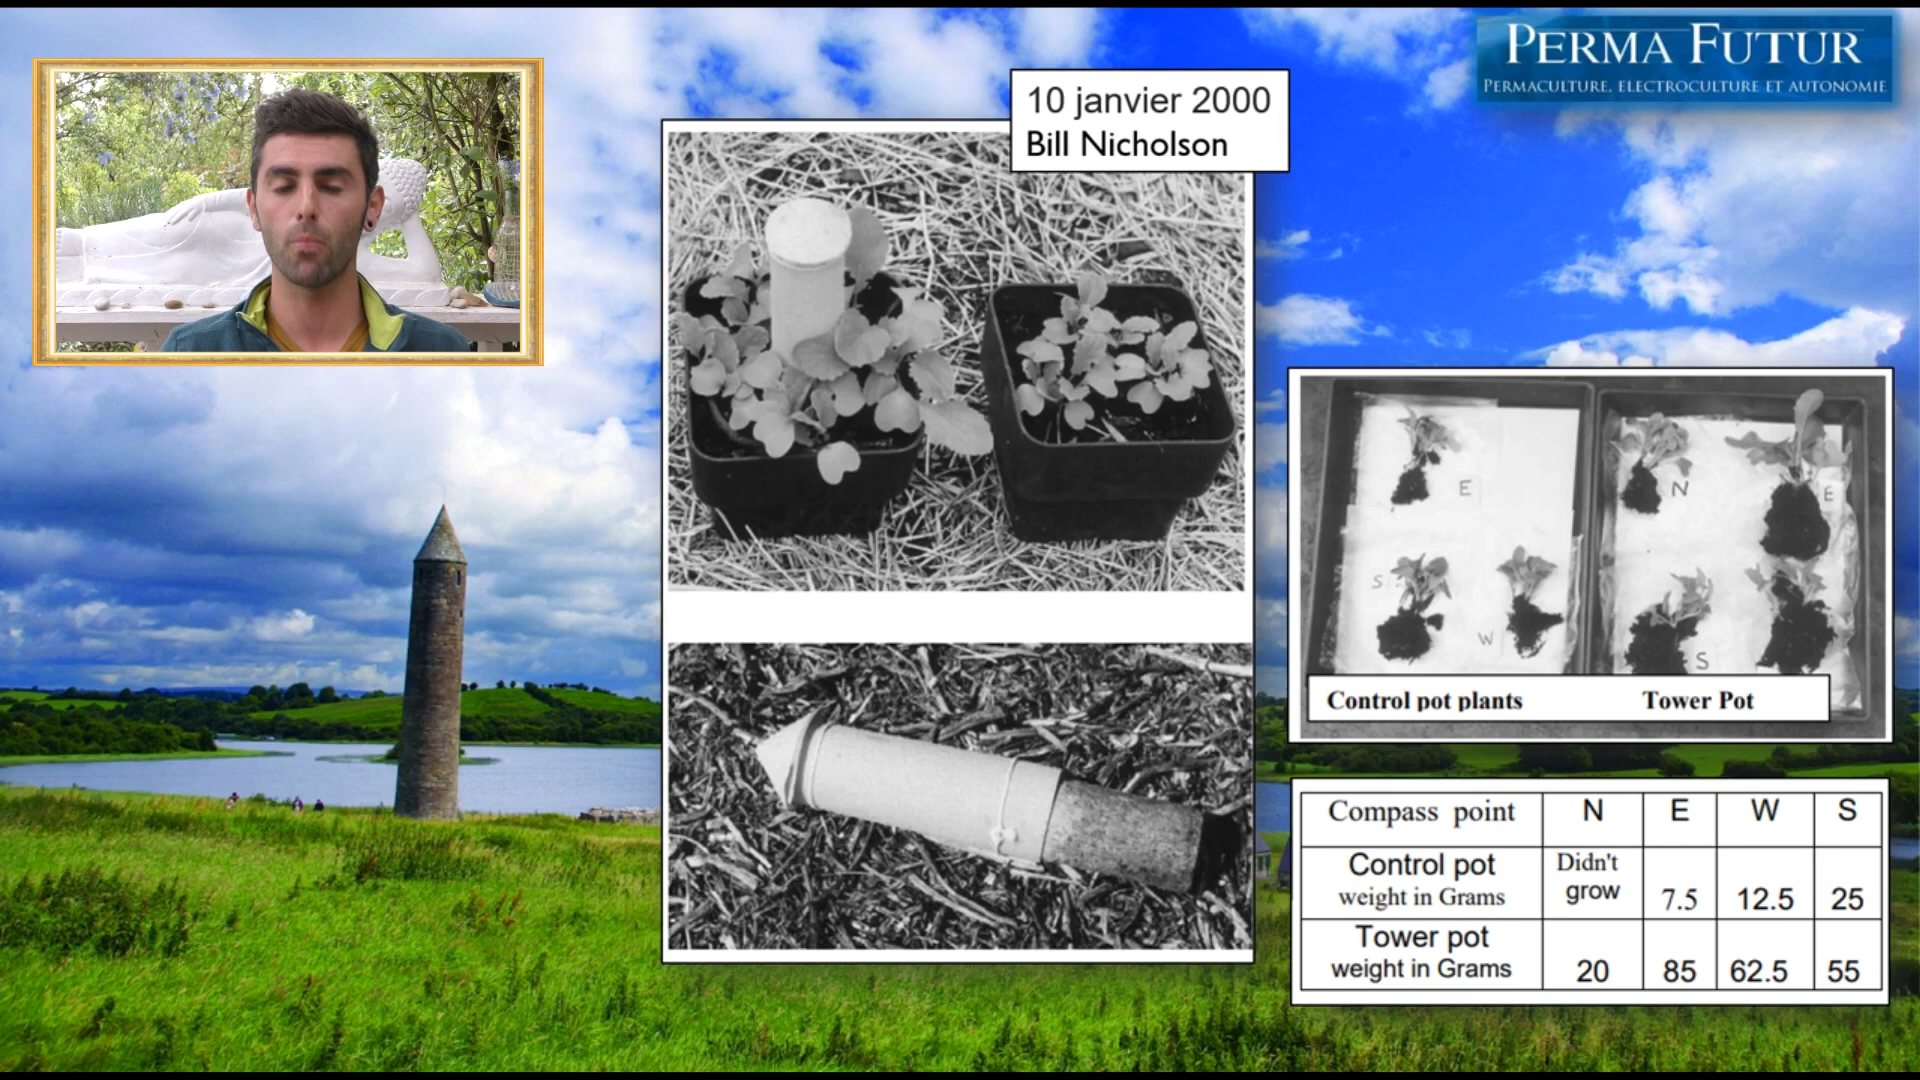 PERMA FUTUR
PERMACULTURE, ELECTROCULTURE ET AUTONOMIE
10 janvier 2000
Bill Nicholson
E
N
E
S
W
S
Control pot plants Tower Pot
Compass point N E W S
Control pot weight in Grams Didn't grow 7.5 12.5 25
Tower pot weight in Grams 20 85 62.5 55